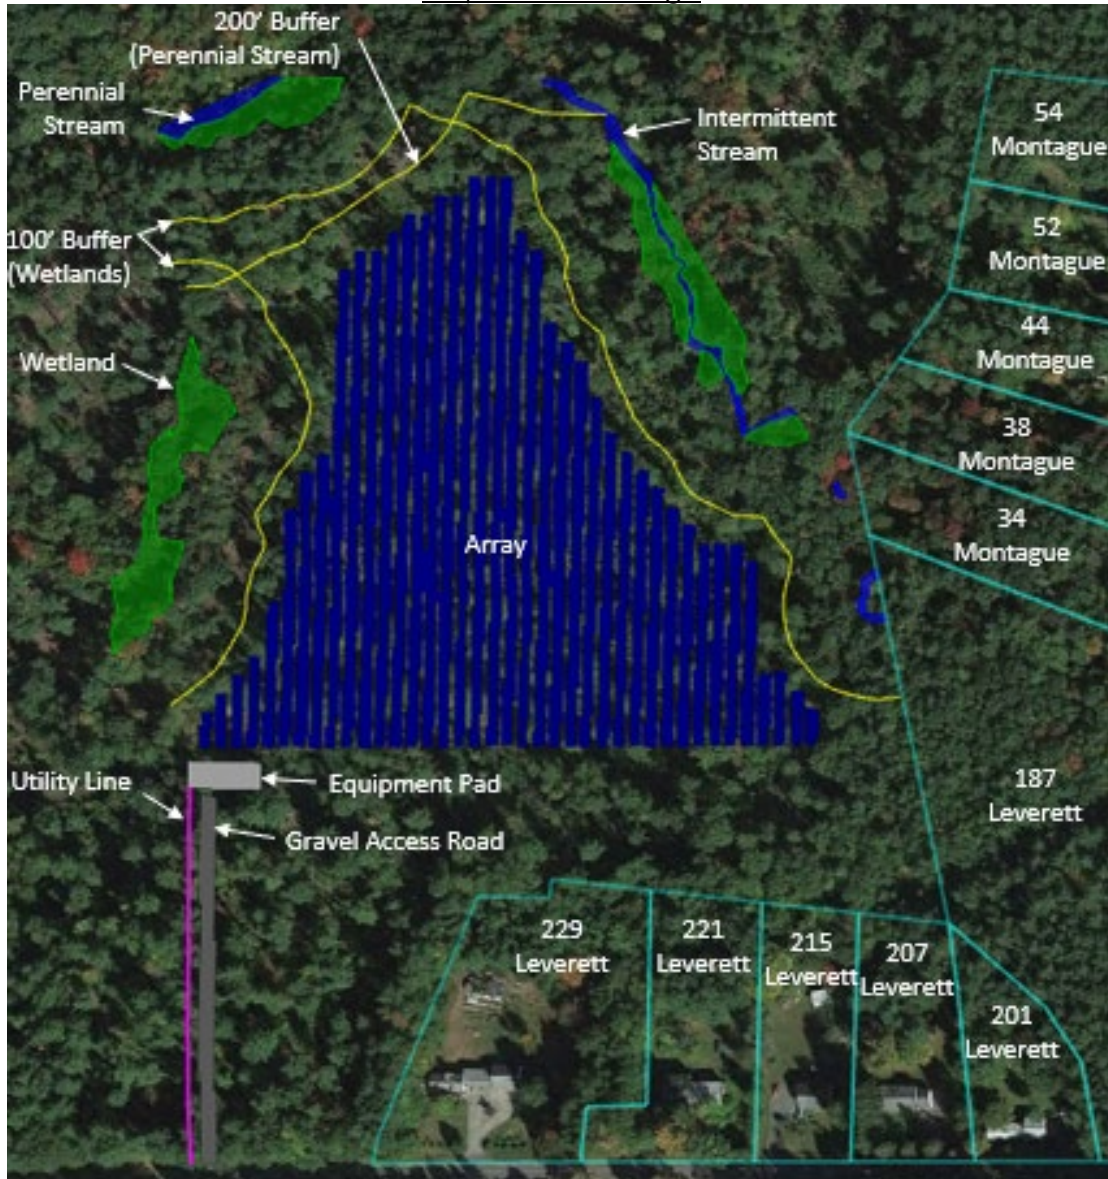 200' Buffer
(Perennial Stream)
Perennial
Stream
Intermittent
Stream
54
Montague
52
Montague
100' Buffer
(Wetlands)
44
Montague
Wetland
38
Montague
34
Montague
Array
Utility Line
Equipment Pad
187
Leverett
Gravel Access Road
229
Leverett
221
Leverett
215
Leverett
207
Leverett
201
Leverett